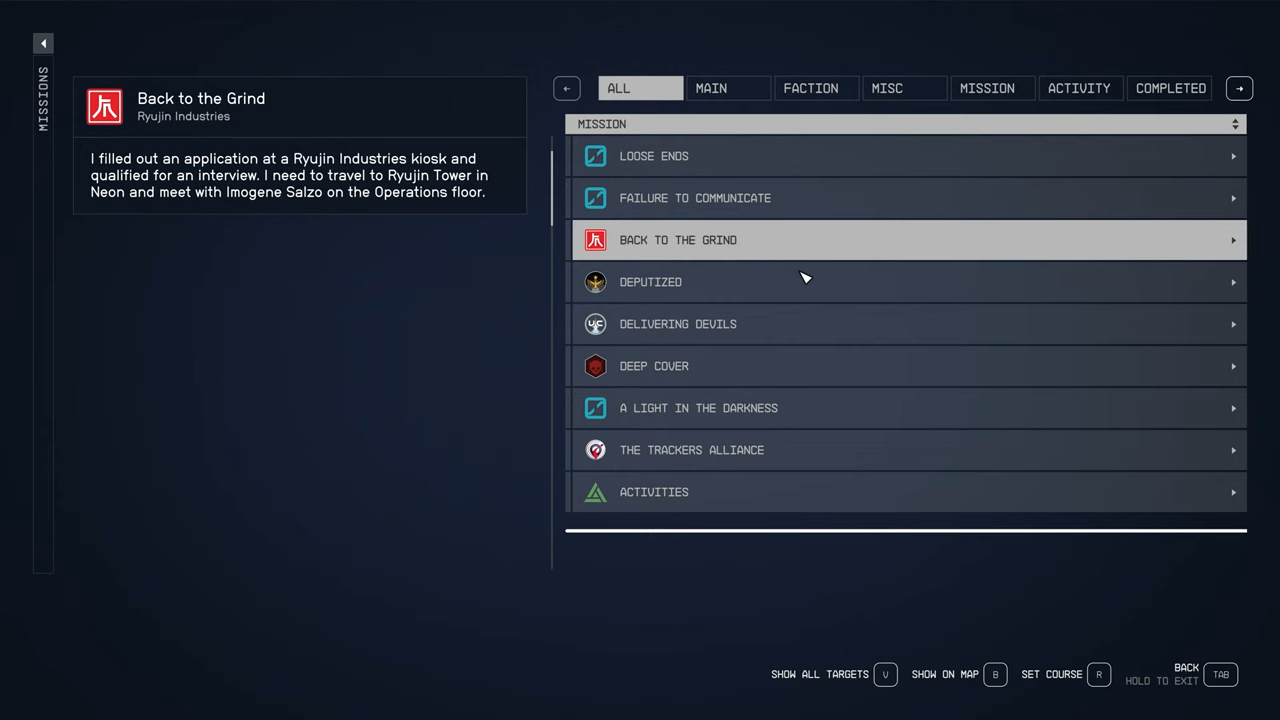 MISSIONS
Back to the Grind
Ryujin Industries
I filled out an application at a Ryujin Industries kiosk and
qualified for an interview. I need to travel to Ryujin Tower in
Neon and meet with Imogene Salzo on the Operations floor.
ALL MAIN FACTION MISC MISSION ACTIVITY COMPLETED
MISSION
LOOSE ENDS
FAILURE TO COMMUNICATE
BACK TO THE GRIND
DEPUTIZED
UC DELIVERING DEVILS
DEEP COVER
A LIGHT IN THE DARKNESS
THE TRACKERS ALLIANCE
ACTIVITIES
SHOW ALL TARGETS V SHOW ON MAP B SET COURSE R BACK TAB
HOLD TO EXIT